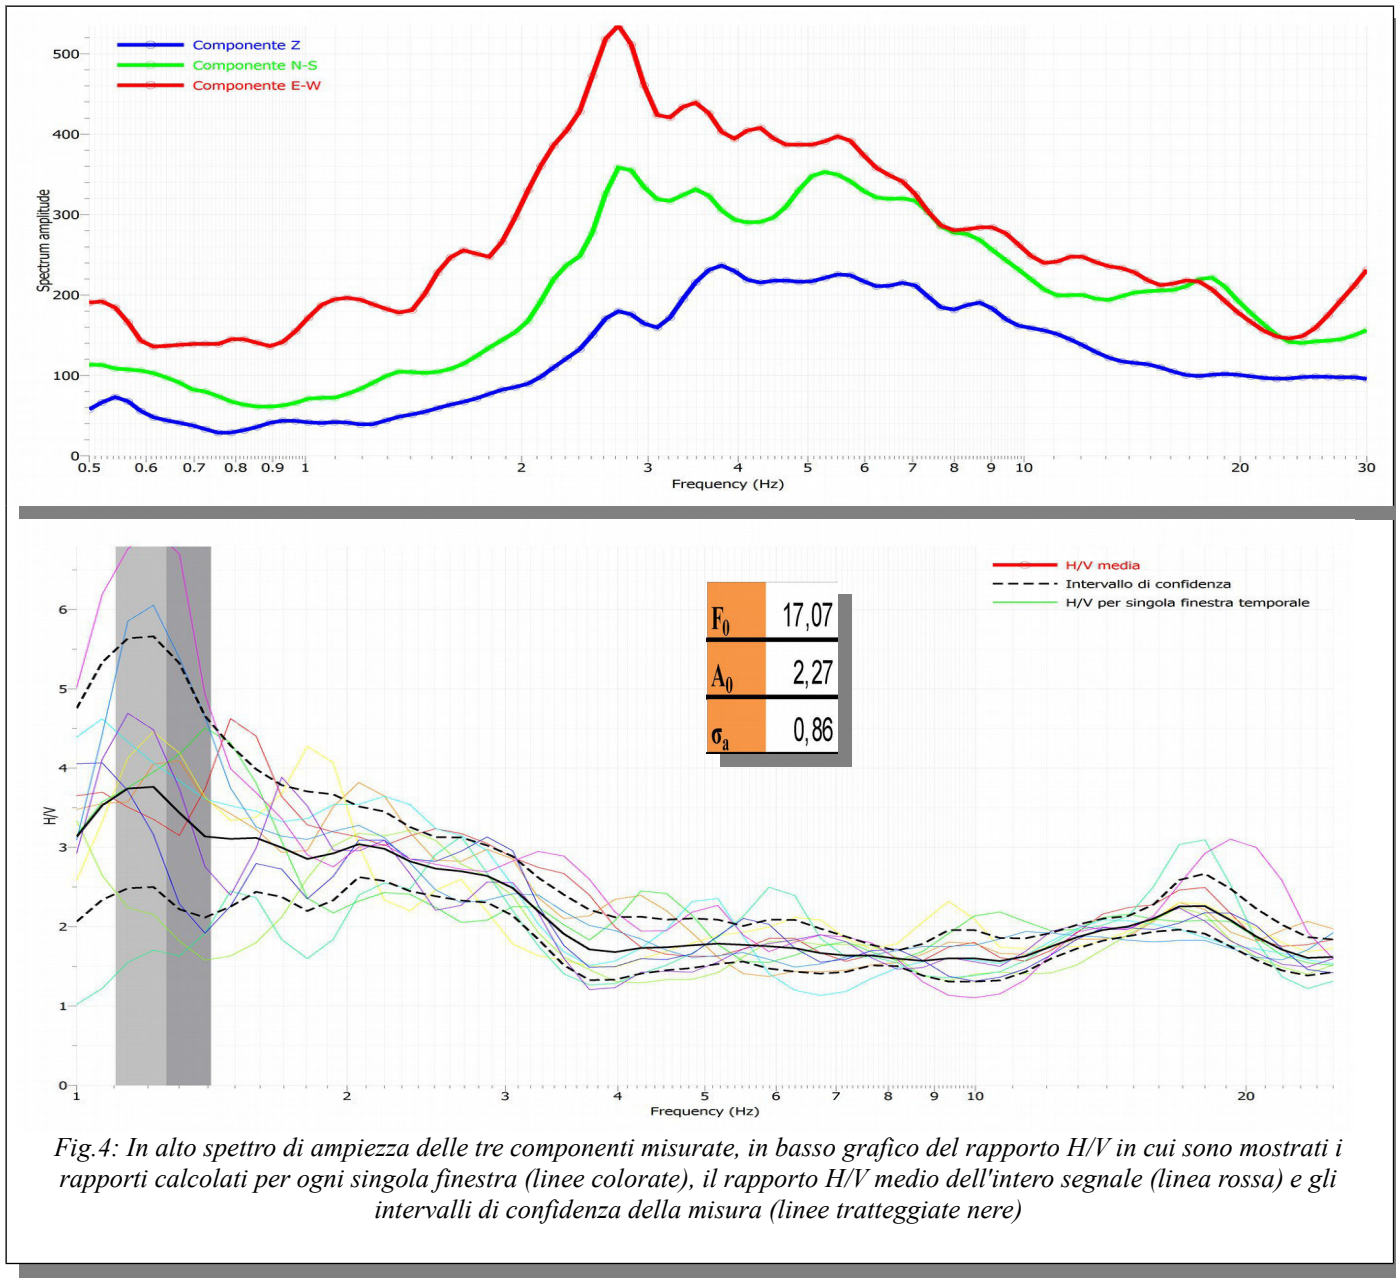 Componente Z
Componente N-S
Componente E-W
Spectrum amplitude
500
400
300
200
100
0
0.5 0.6 0.7 0.8 0.9 1 2 3 4 5 6 7 8 9 10 20 30
Frequency (Hz)
H/V media
Intervallo di confidenza
H/V per singola finestra temporale
F0 17,07
A0 2,27
σa 0,86
H/V
6
5
4
3
2
1
0
1 2 3 4 5 6 7 8 9 10 20
Frequency (Hz)
Fig.4: In alto spettro di ampiezza delle tre componenti misurate, in basso grafico del rapporto H/V in cui sono mostrati i
rapporti calcolati per ogni singola finestra (linee colorate), il rapporto H/V medio dell'intero segnale (linea rossa) e gli
intervalli di confidenza della misura (linee tratteggiate nere)